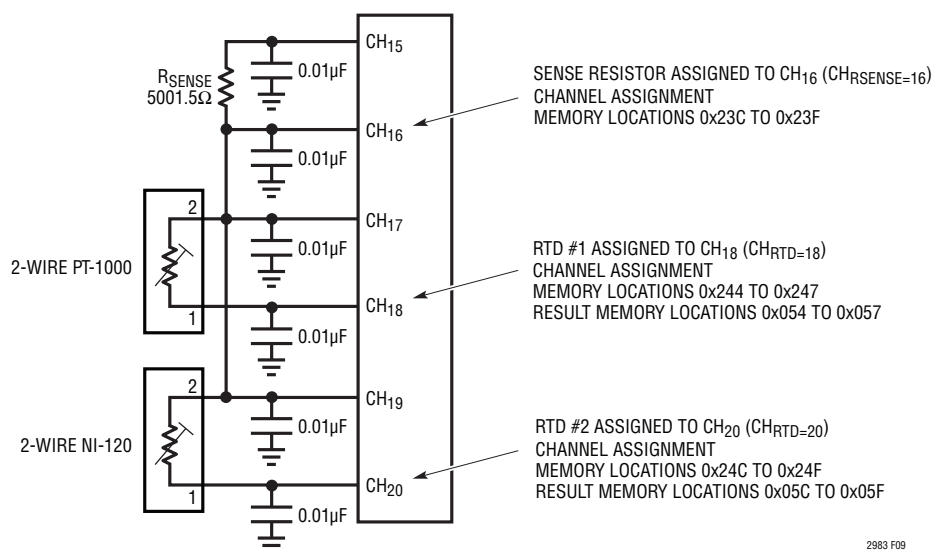 CH15
RSENSE
5001.5Ω
0.01µF
SENSE RESISTOR ASSIGNED TO CH16 (CHRSENSE=16)
CHANNEL ASSIGNMENT
MEMORY LOCATIONS 0x23C TO 0x23F
CH16
0.01µF
2
CH17
2-WIRE PT-1000
0.01µF
RTD #1 ASSIGNED TO CH18 (CHRTD=18)
CHANNEL ASSIGNMENT
MEMORY LOCATIONS 0x244 TO 0x247
RESULT MEMORY LOCATIONS 0x054 TO 0x057
1
CH18
0.01µF
2
CH19
2-WIRE NI-120
0.01µF
RTD #2 ASSIGNED TO CH20 (CHRTD=20)
CHANNEL ASSIGNMENT
MEMORY LOCATIONS 0x24C TO 0x24F
RESULT MEMORY LOCATIONS 0x05C TO 0x05F
1
CH20
0.01µF
2983 F09